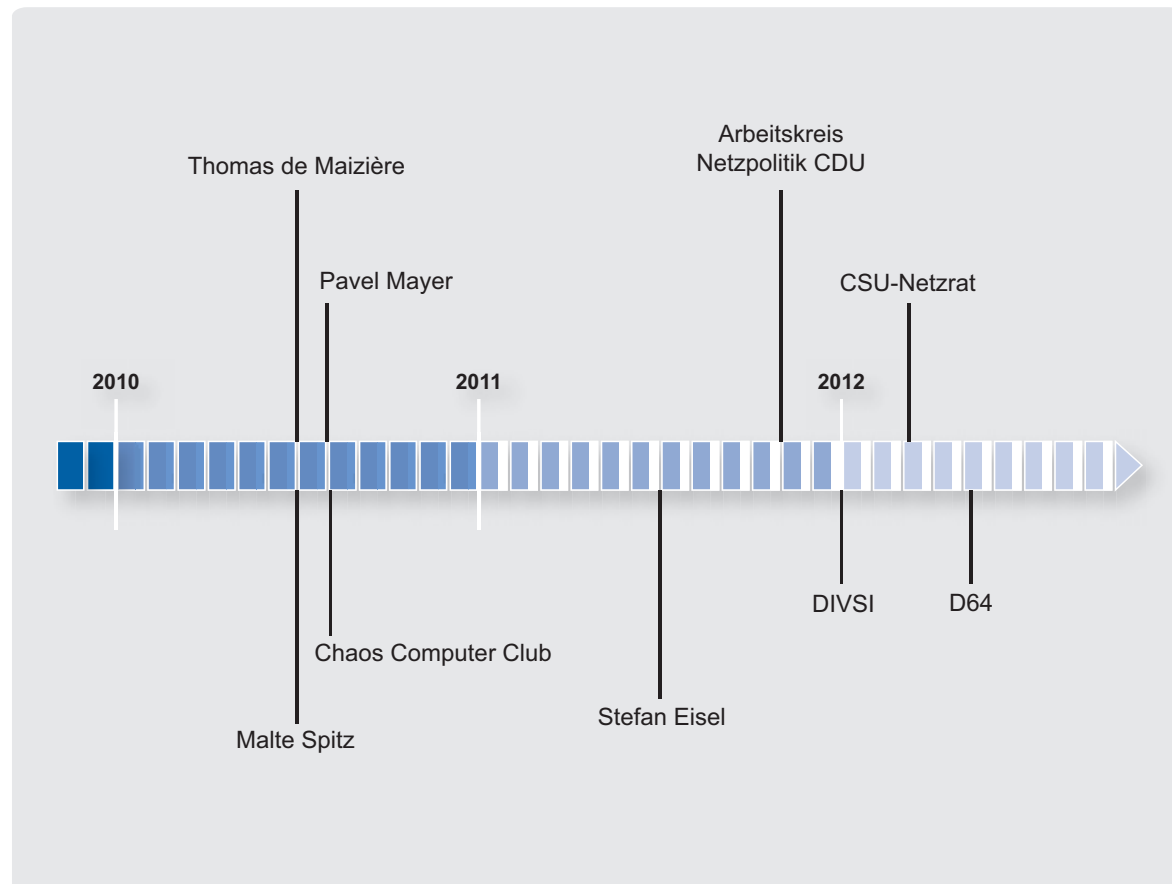 Arbeitskreis
Netzpolitik CDU
Thomas de Maizière
Pavel Mayer
CSU-Netzrat
2010
2011
2012
DIVSI
D64
Chaos Computer Club
Stefan Eisel
Malte Spitz